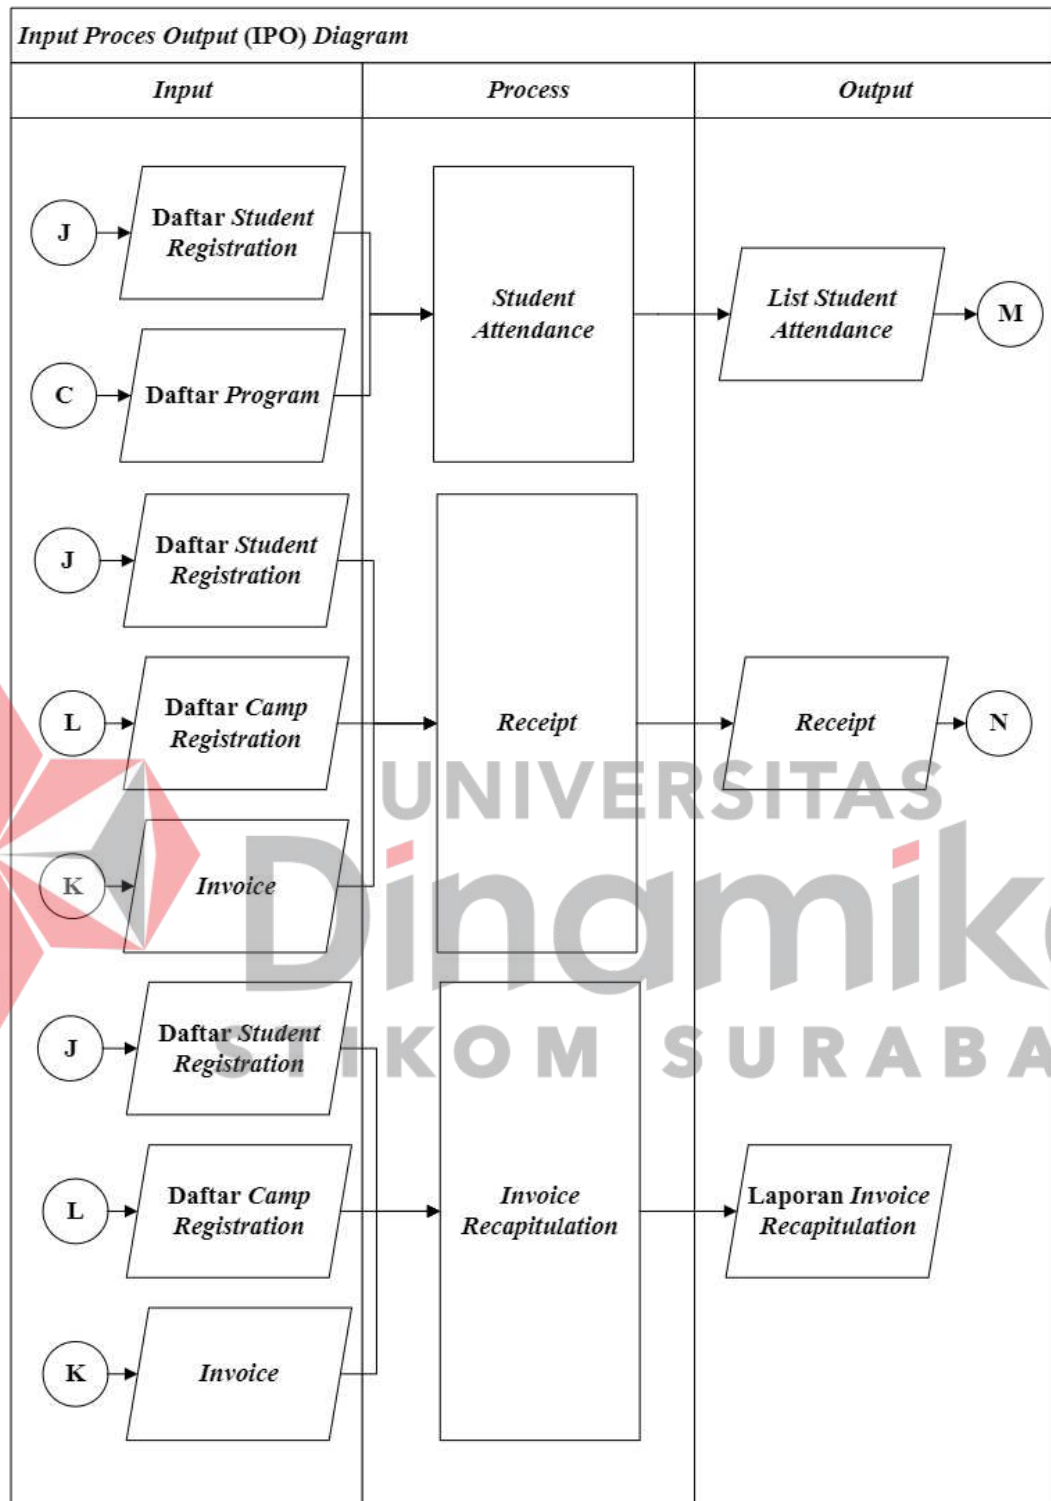 Input Proces Output (IPO) Diagram
Input
Process
Output
J
Daftar Student
Registration
C
Daftar Program
Student
Attendance
List Student
Attendance
M
J
Daftar Student
Registration
L
Daftar Camp
Registration
K
Invoice
Receipt
Receipt
N
J
Daftar Student
Registration
L
Daftar Camp
Registration
K
Invoice
Invoice
Recapitulation
Laporan Invoice
Recapitulation
UNIVERSITAS
Dinamika
STIKOM SURABA